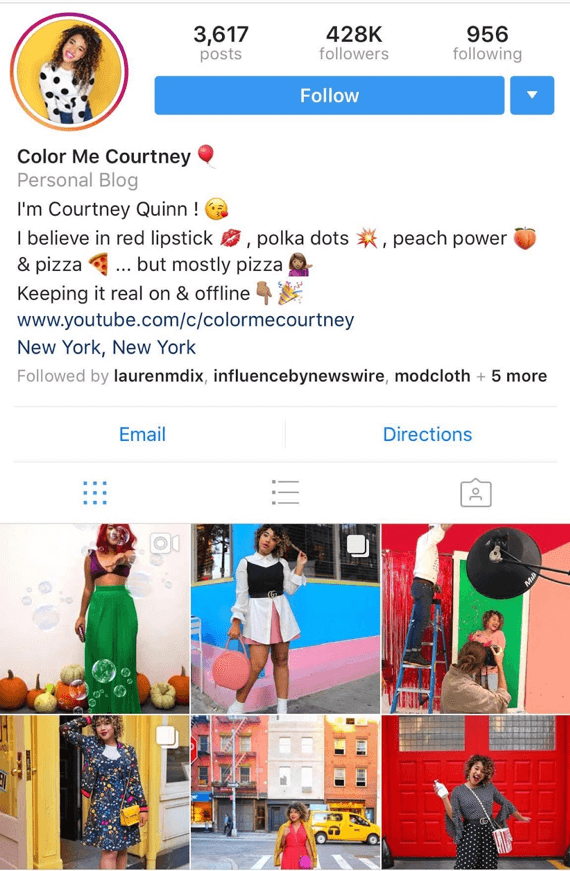 3,617 428K 956
posts followers following
Follow
Color Me Courtney 🎈
Personal Blog
I'm Courtney Quinn ! 😘
I believe in red lipstick 💋 , polka dots 💥 , peach power 🍑
& pizza 🍕 ... but mostly pizza 💁🏽‍♀️
Keeping it real on & offline 👇🏽 🎉
www.youtube.com/c/colormecourtney
New York, New York
Followed by laurenmdix, influencebynewswire, modcloth + 5 more
Email Directions